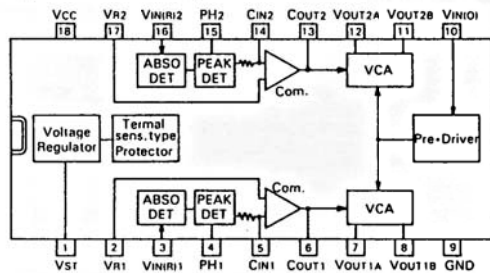 VCC VR2 VIN(R)2 PH2 CIN2 COUT2 VOUT2A VOUT2B VIN(O)
18 17 16 15 14 13 12 11 10
ABSO DET
PEAK DET
Com.
VCA
Voltage Regulator
Termal sens.type Protector
Pre•Driver
ABSO DET
PEAK DET
Com.
VCA
1 2 3 4 5 6 7 8 9
VST VR1 VIN(R)1 PH1 CIN1 COUT1 VOUT1A VOUT1B GND